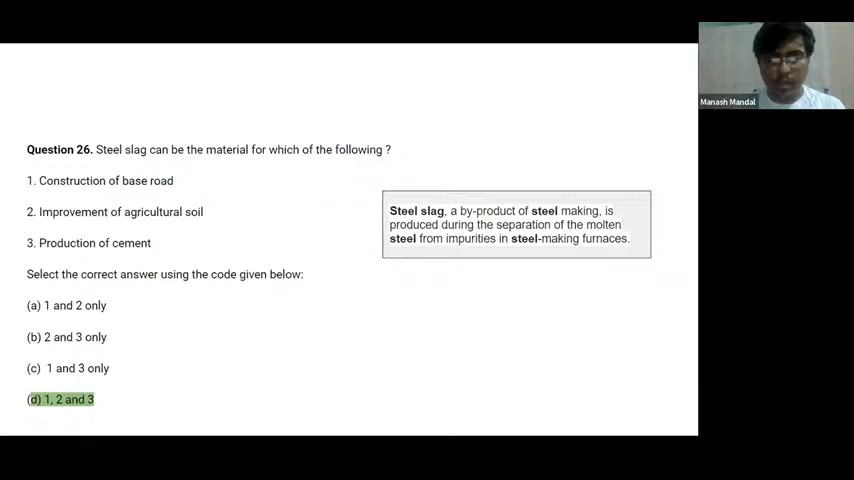 Manash Mandal
Question 26. Steel slag can be the material for which of the following ?
1. Construction of base road
2. Improvement of agricultural soil
3. Production of cement
Steel slag, a by-product of steel making, is
produced during the separation of the molten
steel from impurities in steel-making furnaces.
Select the correct answer using the code given below:
(a) 1 and 2 only
(b) 2 and 3 only
(c) 1 and 3 only
(d) 1, 2 and 3